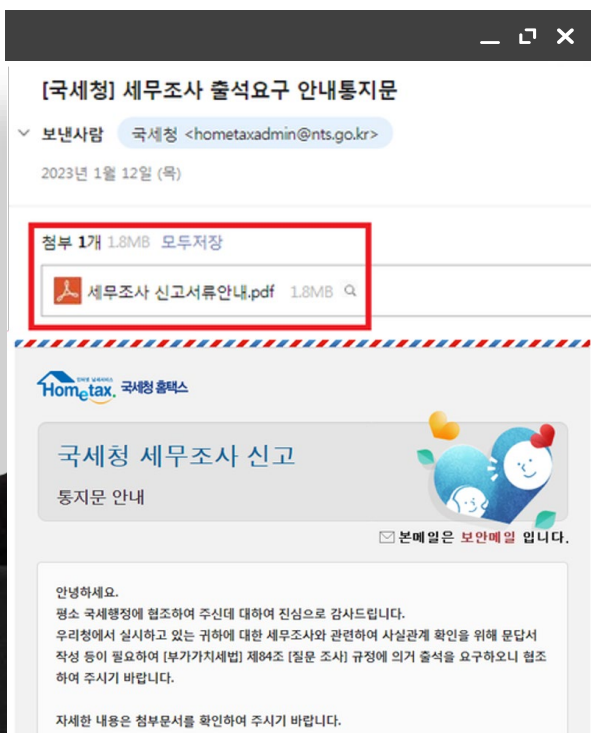 [국세청] 세무조사 출석요구 안내통지문
보낸사람 국세청 <hometaxadmin@nts.go.kr>
2023년 1월 12일 (목)
첨부 1개 1.8MB 모두저장
세무조사 신고서류안내.pdf 1.8MB
Hometax. 국세청 홈택스
국세청 세무조사 신고
통지문 안내
본메일은 보안메일 입니다.
안녕하세요.
평소 국세행정에 협조하여 주신데 대하여 진심으로 감사드립니다.
우리청에서 실시하고 있는 귀하에 대한 세무조사와 관련하여 사실관계 확인을 위해 문답서
작성 등이 필요하여 [부가가치세법] 제84조 [질문 조사] 규정에 의거 출석을 요구하오니 협조
하여 주시기 바랍니다.
자세한 내용은 첨부문서를 확인하여 주시기 바랍니다.